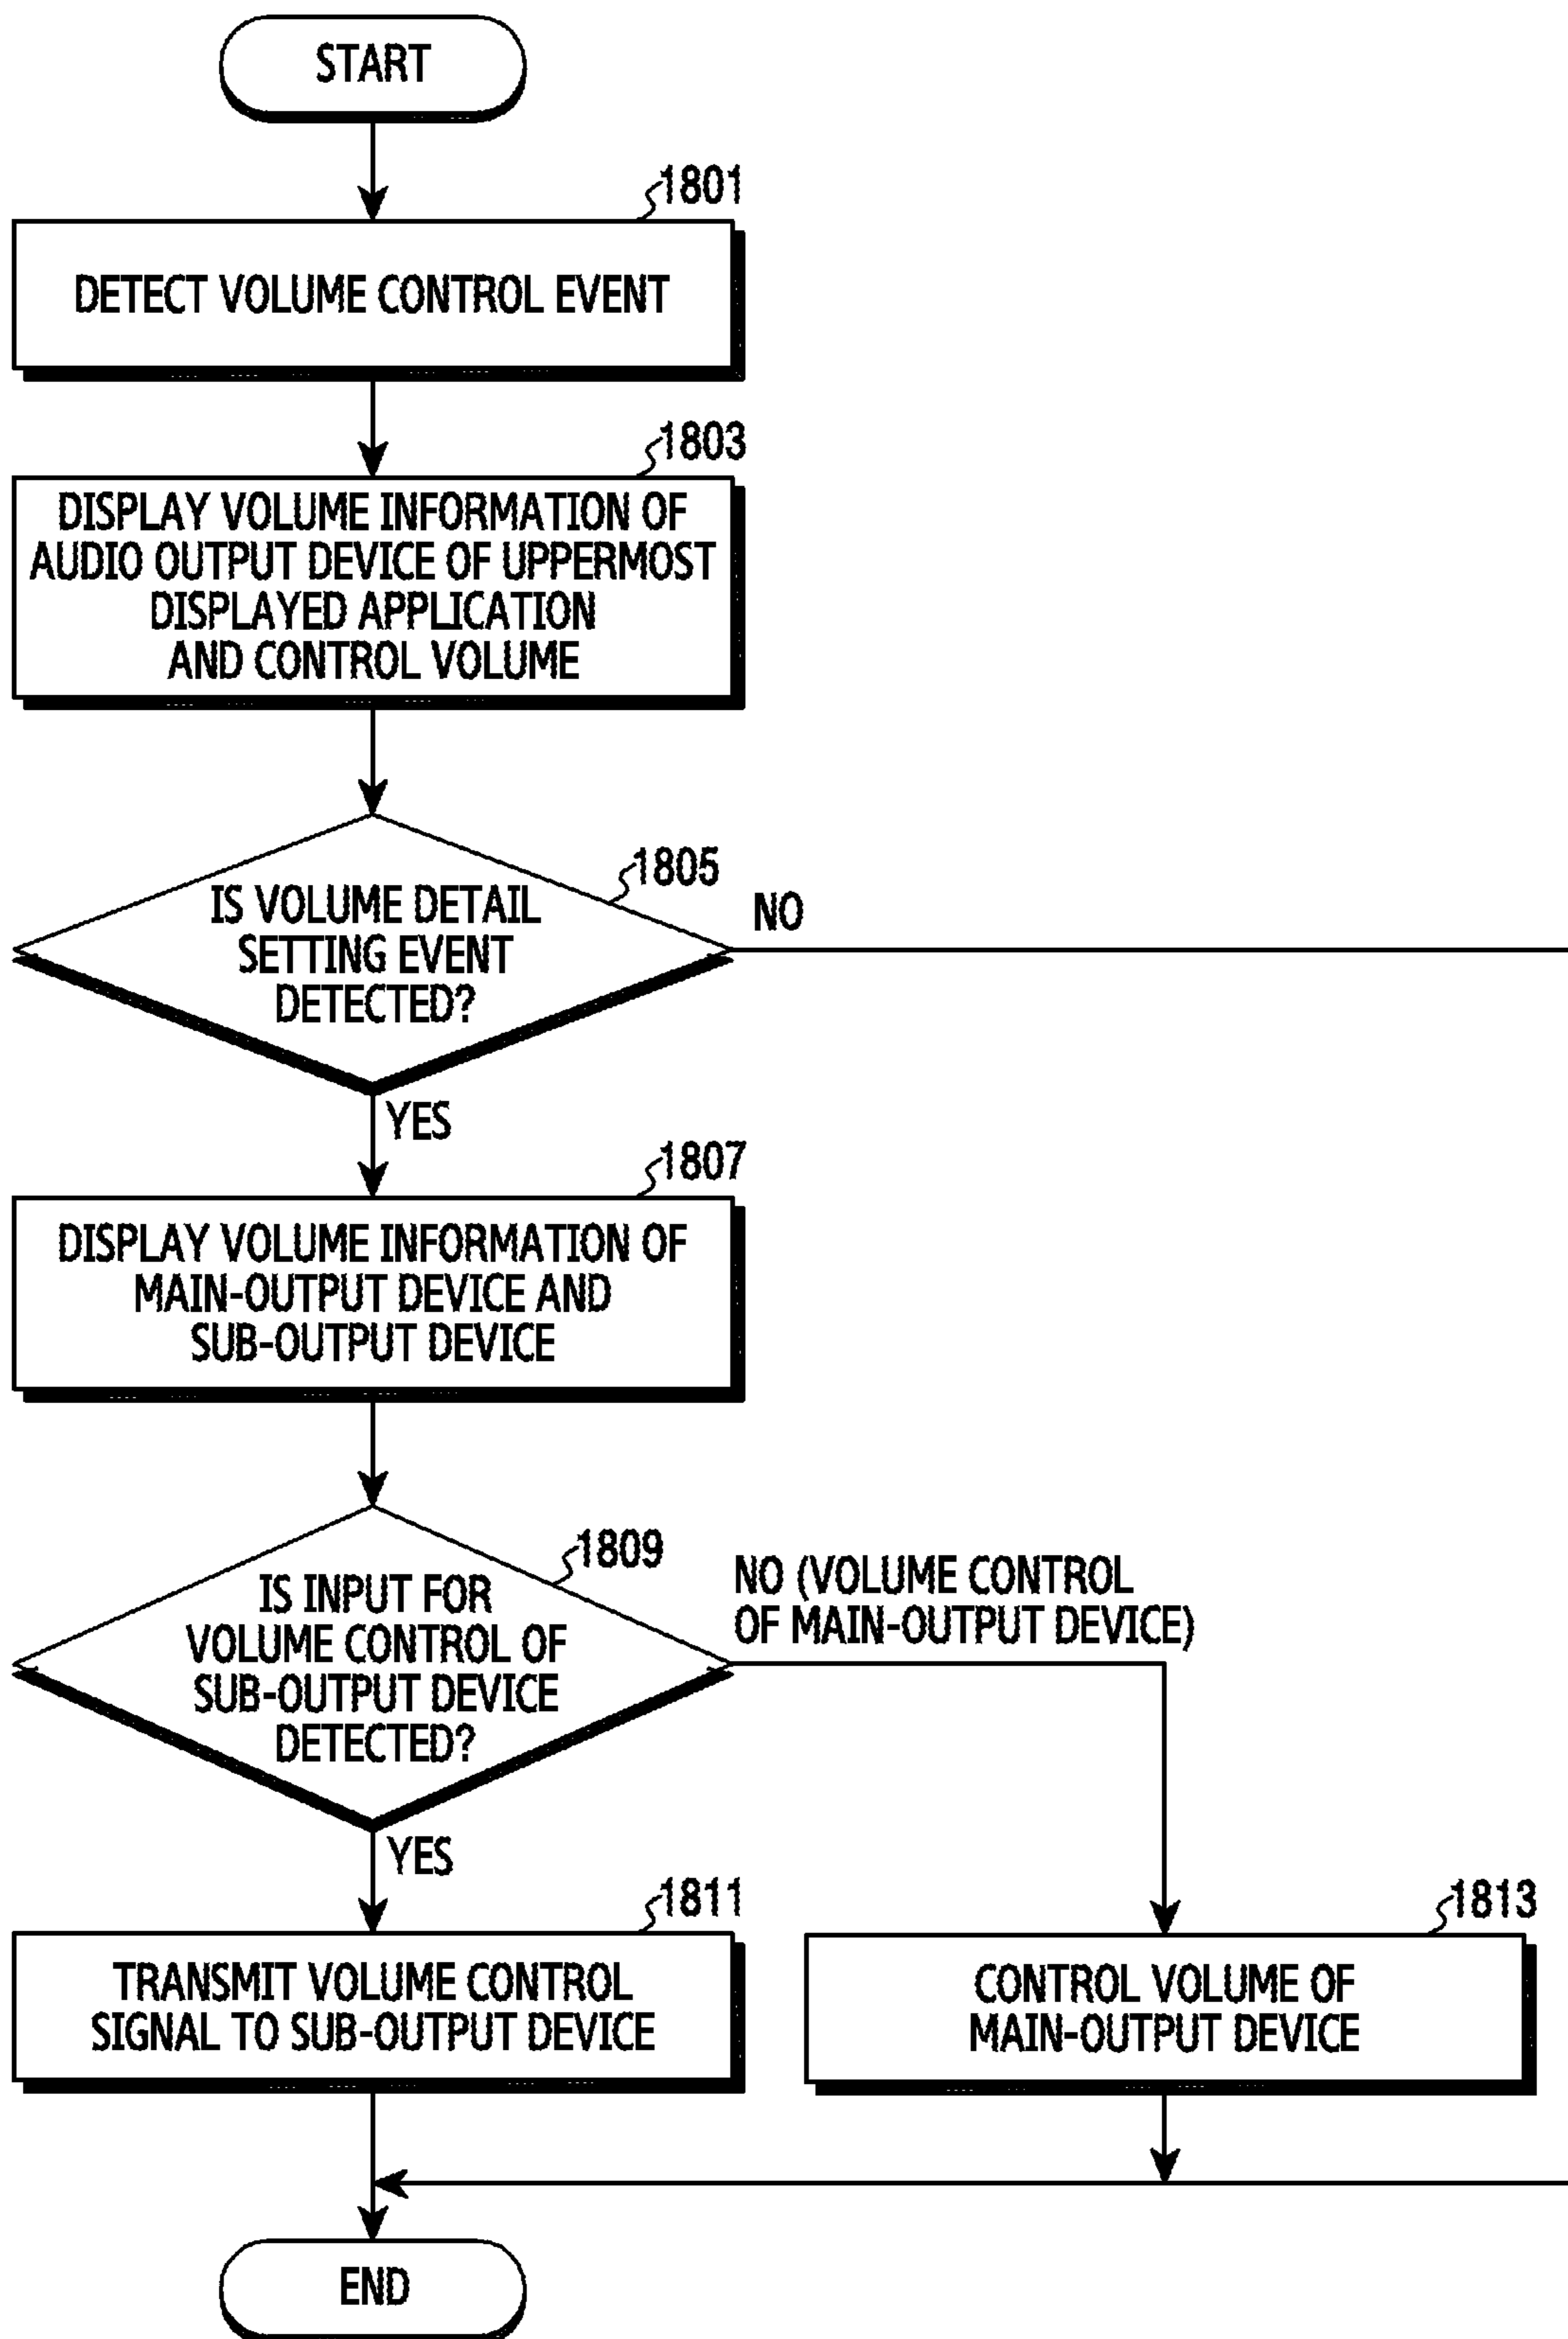 START
1801
DETECT VOLUME CONTROL EVENT
1803
DISPLAY VOLUME INFORMATION OF
AUDIO OUTPUT DEVICE OF UPPERMOST
DISPLAYED APPLICATION
AND CONTROL VOLUME
1805
IS VOLUME DETAIL
SETTING EVENT
DETECTED?
NO
YES
1807
DISPLAY VOLUME INFORMATION OF
MAIN-OUTPUT DEVICE AND
SUB-OUTPUT DEVICE
1809
IS INPUT FOR
VOLUME CONTROL OF
SUB-OUTPUT DEVICE
DETECTED?
NO (VOLUME CONTROL
OF MAIN-OUTPUT DEVICE)
YES
1811
TRANSMIT VOLUME CONTROL
SIGNAL TO SUB-OUTPUT DEVICE
1813
CONTROL VOLUME OF
MAIN-OUTPUT DEVICE
END